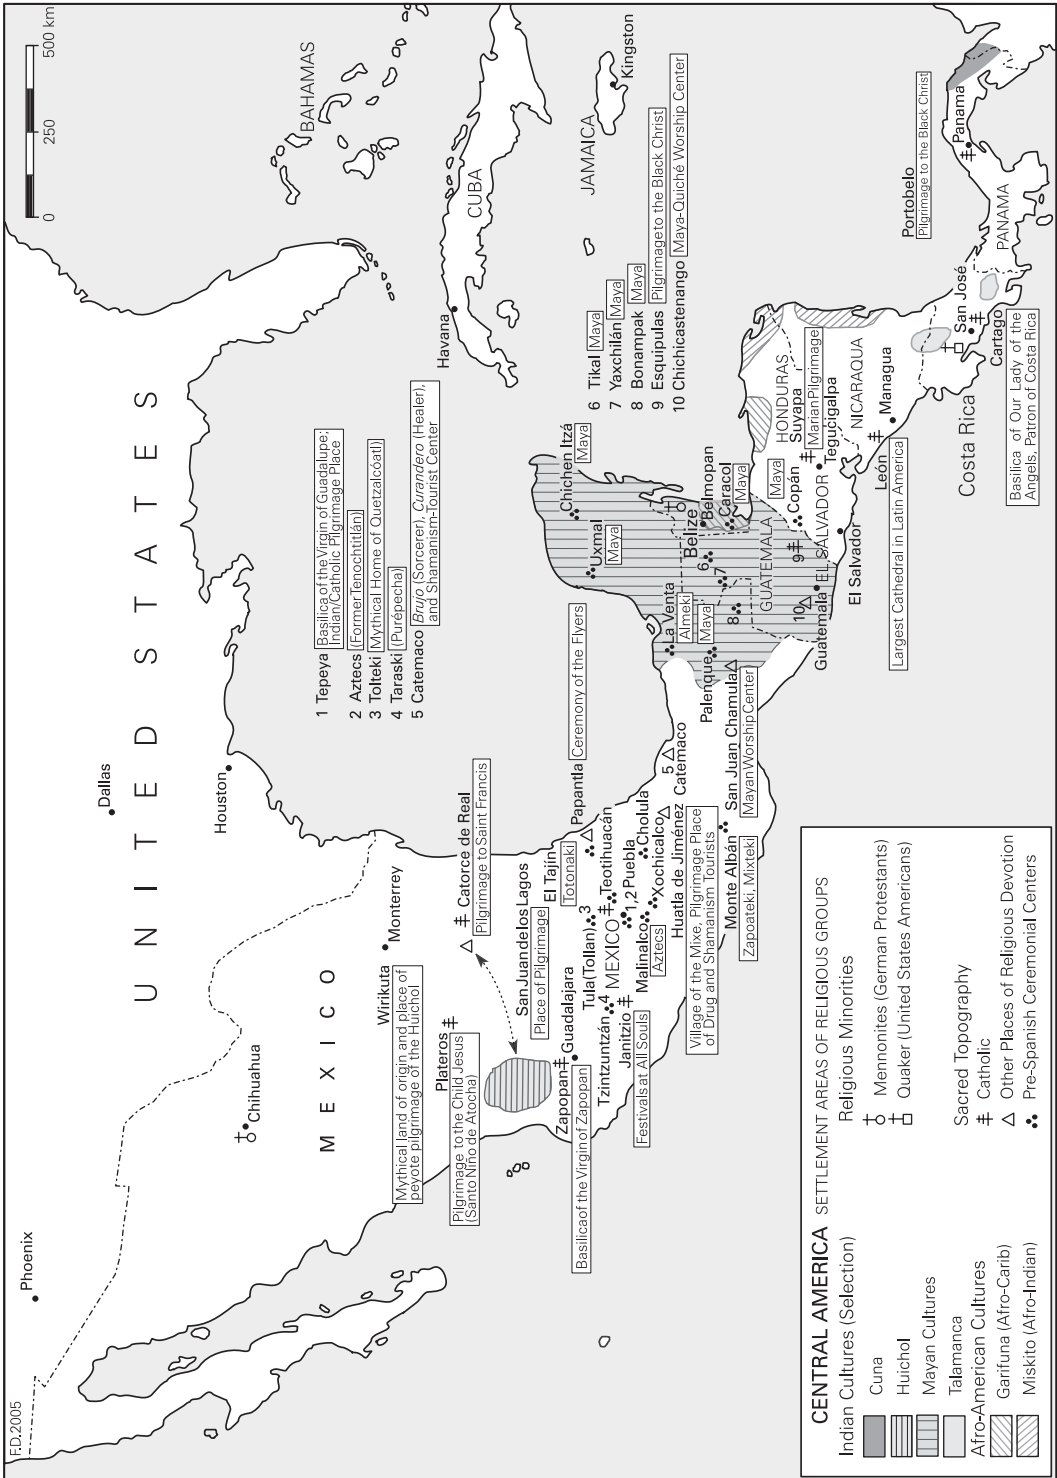 F.D.2005
0 250 500 km
Phoenix
Dallas
Houston
UNITED STATES
BAHAMAS
Chihuahua
Monterrey
MEXICO
Havana
CUBA
JAMAICA
Kingston
1 Tepeya
Basilica of the Virgin of Guadalupe;
Indian/Catholic Pilgrimage Place
2 Aztecs (Former Tenochtitlán)
3 Tolteki Mythical Home of Quetzalcóatl
4 Taraski (Purépecha)
5 Catemaco
Brujo (Sorcerer), Curandero (Healer),
and Shamanism-Tourist Center
6 Tikal Maya
7 Yaxchilán Maya
8 Bonampak Maya
9 Esquipulas Pilgrimage to the Black Christ
10 Chichicastenango Maya-Quiché Worship Center
Wirikuta
Mythical land of origin and place of
peyote pilgrimage of the Huichol
Plateros
Pilgrimage to the Child Jesus
(Santo Niño de Atocha)
Catorce de Real
Pilgrimage to Saint Francis
San Juan de los Lagos
Place of Pilgrimage
Zapopan
Guadalajara
Basilica of the Virgin of Zapopan
El Tajín
Totonaki
Papantla
Ceremony of the Flyers
Tula (Tollan)
3
Teotihuacán
MEXICO
1,2
Puebla
Cholula
Tzintzuntzán
4
Janitzio
Festivals at All Souls
Malinalco
Aztecs
Xochicalco
Huatla de Jiménez
Village of the Mixe, Pilgrimage Place
of Drug and Shamanism Tourists
5
Catemaco
Monte Albán
Zapoateki, Mixteki
San Juan Chamula
Mayan Worship Center
Palenque
Maya
La Venta
Almeki
Uxmal
Maya
Chichen Itzá
Maya
Belize
Belmopan
Caracol
Maya
6
7
8
9
10
GUATEMALA
Guatemala
Copán
Maya
EL SALVADOR
El Salvador
HONDURAS
Suyapa
Marian Pilgrimage
Tegucigalpa
NICARAQUA
León
Largest Cathedral in Latin America
Managua
Costa Rica
San José
Cartago
Basilica of Our Lady of the
Angels, Patron of Costa Rica
Portobelo
Pilgrimage to the Black Christ
Panama
PANAMA
CENTRAL AMERICA SETTLEMENT AREAS OF RELIGIOUS GROUPS
Indian Cultures (Selection)
Cuna
Huichol
Mayan Cultures
Talamanca
Afro-American Cultures
Garifuna (Afro-Carib)
Miskito (Afro-Indian)
Religious Minorities
Mennonites (German Protestants)
Quaker (United States Americans)
Sacred Topography
Catholic
Other Places of Religious Devotion
Pre-Spanish Ceremonial Centers